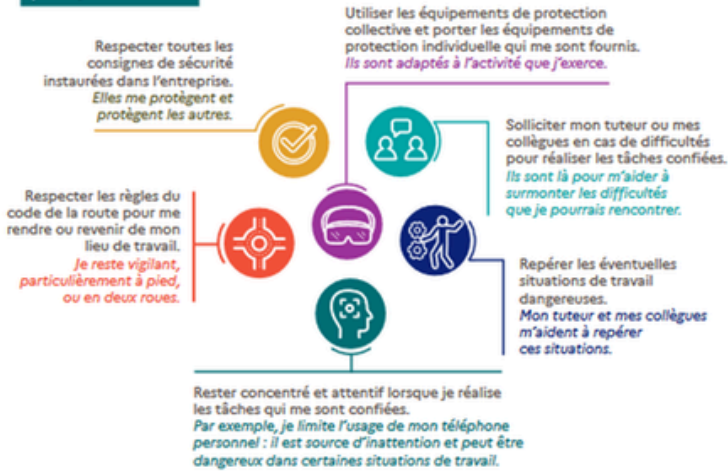 Utiliser les équipements de protection
collective et porter les équipements de
protection individuelle qui me sont fournis.
Ils sont adaptés à l'activité que j'exerce.
Respecter toutes les
consignes de sécurité
instaurées dans l'entreprise.
Elles me protègent et
protègent les autres.
Solliciter mon tuteur ou mes
collègues en cas de difficultés
pour réaliser les tâches confiées.
Ils sont là pour m'aider à
surmonter les difficultés
que je pourrais rencontrer.
Respecter les règles du
code de la route pour me
rendre ou revenir de mon
lieu de travail.
Je reste vigilant,
particulièrement à pied,
ou en deux roues.
Repérer les éventuelles
situations de travail
dangereuses.
Mon tuteur et mes collègues
m'aident à repérer
ces situations.
Rester concentré et attentif lorsque je réalise
les tâches qui me sont confiées.
Par exemple, je limite l'usage de mon téléphone
personnel : il est source d'inattention et peut être
dangereux dans certaines situations de travail.